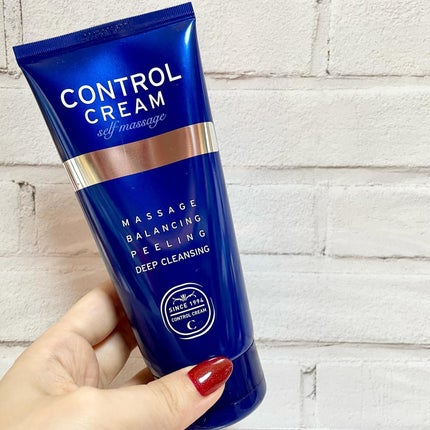 CONTROL
CREAM
self massage
MASSAGE
BALANCING
PEELING
DEEP CLEANSING
SINCE 1994
CONTROL CREAM
C